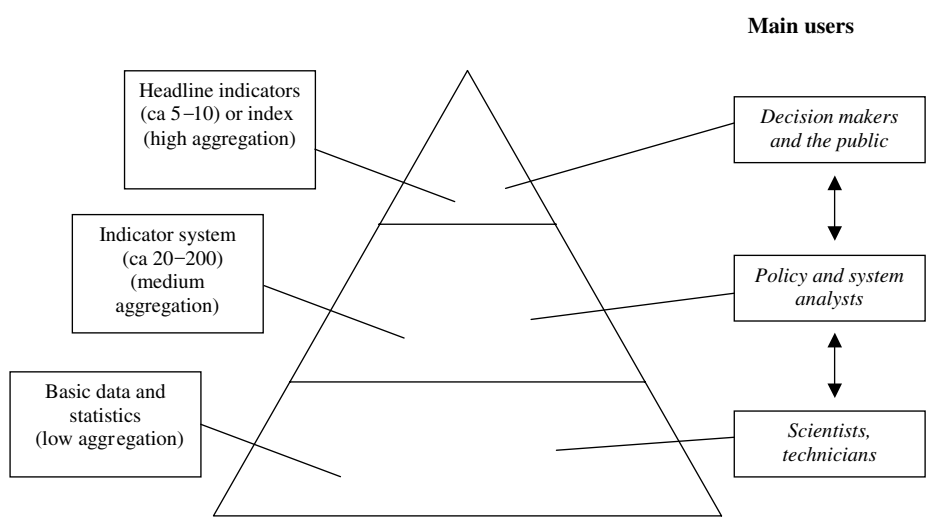 Main users
Headline indicators
(ca 5−10) or index
(high aggregation)
Decision makers
and the public
Indicator system
(ca 20−200)
(medium
aggregation)
Policy and system
analysts
Basic data and
statistics
(low aggregation)
Scientists,
technicians